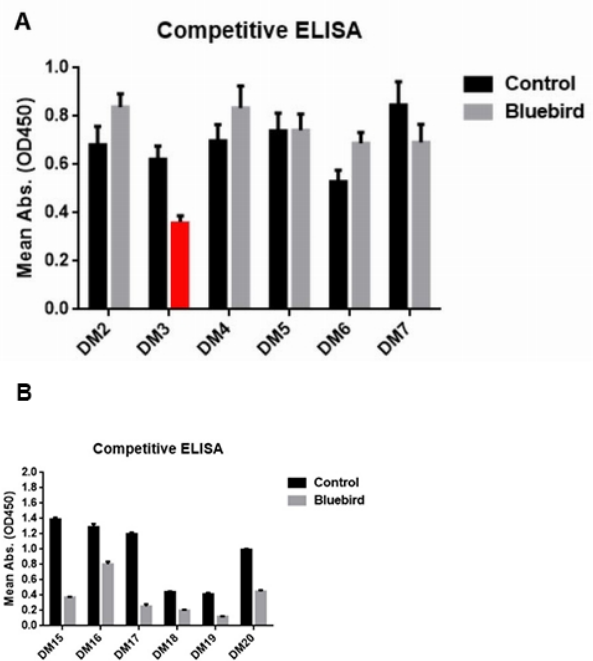 A
Competitive ELISA
Mean Abs. (OD450)
1.0
0.8
0.6
0.4
0.2
0.0
DM2 DM3 DM4 DM5 DM6 DM7
Control
Bluebird
B
Competitive ELISA
Mean Abs. (OD450)
2.0
1.8
1.6
1.4
1.2
1.0
0.8
0.6
0.4
0.2
0.0
DM15 DM16 DM17 DM18 DM19 DM20
Control
Bluebird